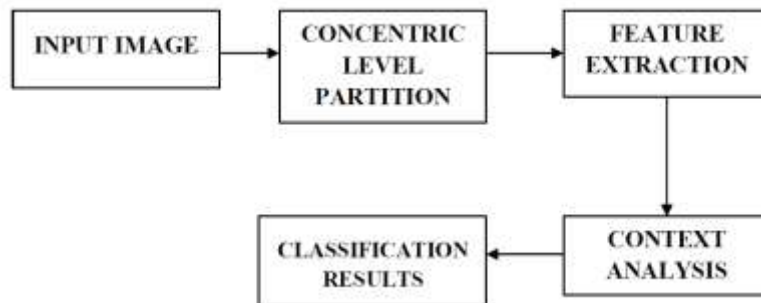 INPUT IMAGE
CONCENTRIC
LEVEL
PARTITION
FEATURE
EXTRACTION
CONTEXT
ANALYSIS
CLASSIFICATION
RESULTS